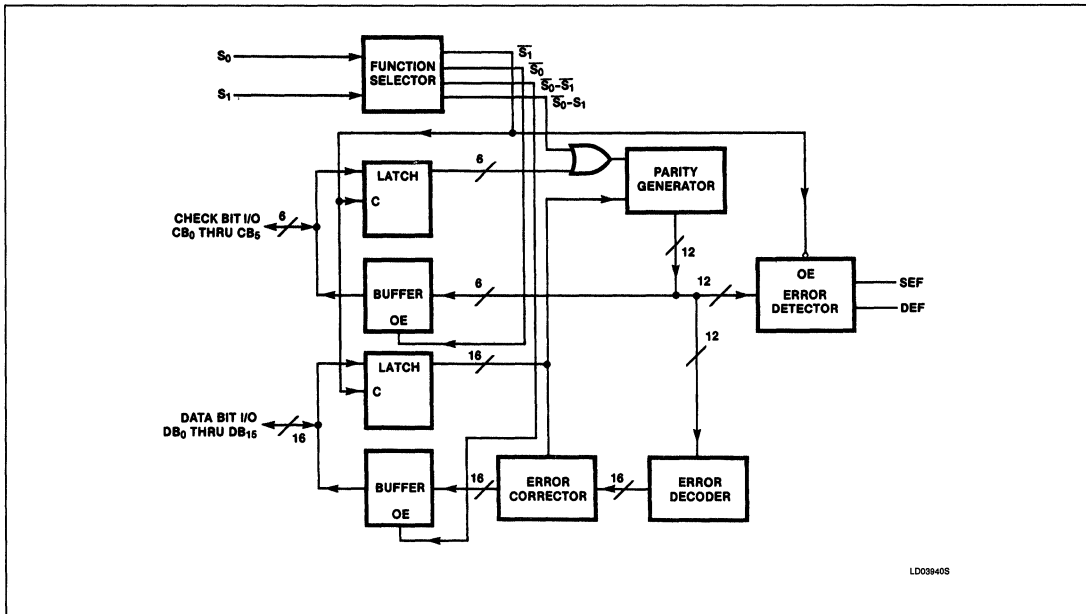 S₀
S₁
FUNCTION
SELECTOR
S̅₁
S̅₀
S̅₀-S̅₁
S̅₀-S₁
LATCH
C
6
PARITY
GENERATOR
CHECK BIT I/O
CB₀ THRU CB₅
6
12
BUFFER
OE
6
12
OE
ERROR
DETECTOR
SEF
DEF
12
LATCH
C
16
DATA BIT I/O
DB₀ THRU DB₁₅
16
BUFFER
OE
16
ERROR
CORRECTOR
16
ERROR
DECODER
LD03940S